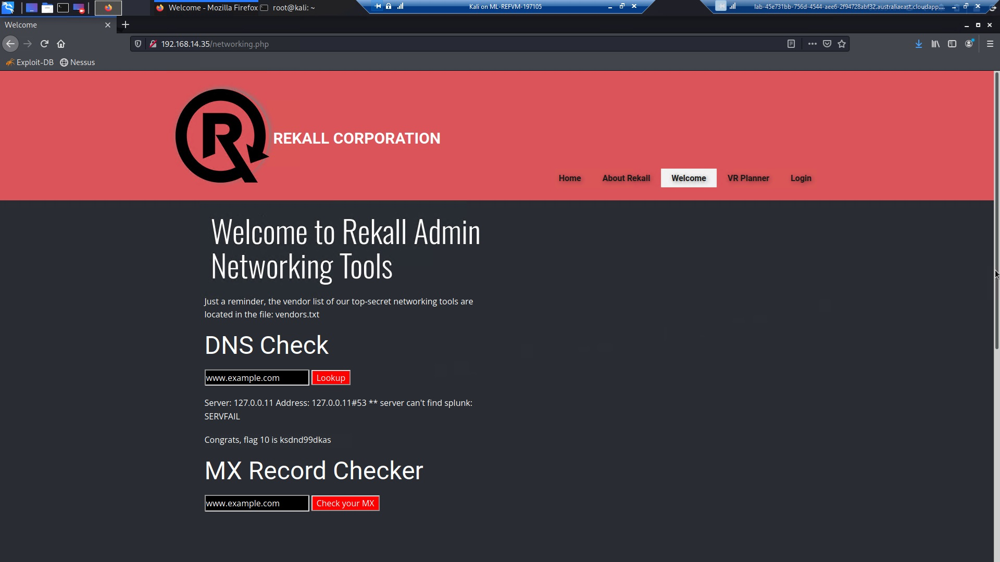 Welcome - Mozilla Firefox
root@kali: ~
Kali on ML-REFVM-197105
lab-45e731bb-756d-4544-aee6-2f94728abf32.australiaeast.cloudapp....
Welcome
192.168.14.35/networking.php
Exploit-DB
Nessus
R
REKALL CORPORATION
Home
About Rekall
Welcome
VR Planner
Login
Welcome to Rekall Admin
Networking Tools
Just a reminder, the vendor list of our top-secret networking tools are
located in the file: vendors.txt
DNS Check
www.example.com
Lookup
Server: 127.0.0.11 Address: 127.0.0.11#53 ** server can't find splunk:
SERVFAIL
Congrats, flag 10 is ksdnd99dkas
MX Record Checker
www.example.com
Check your MX